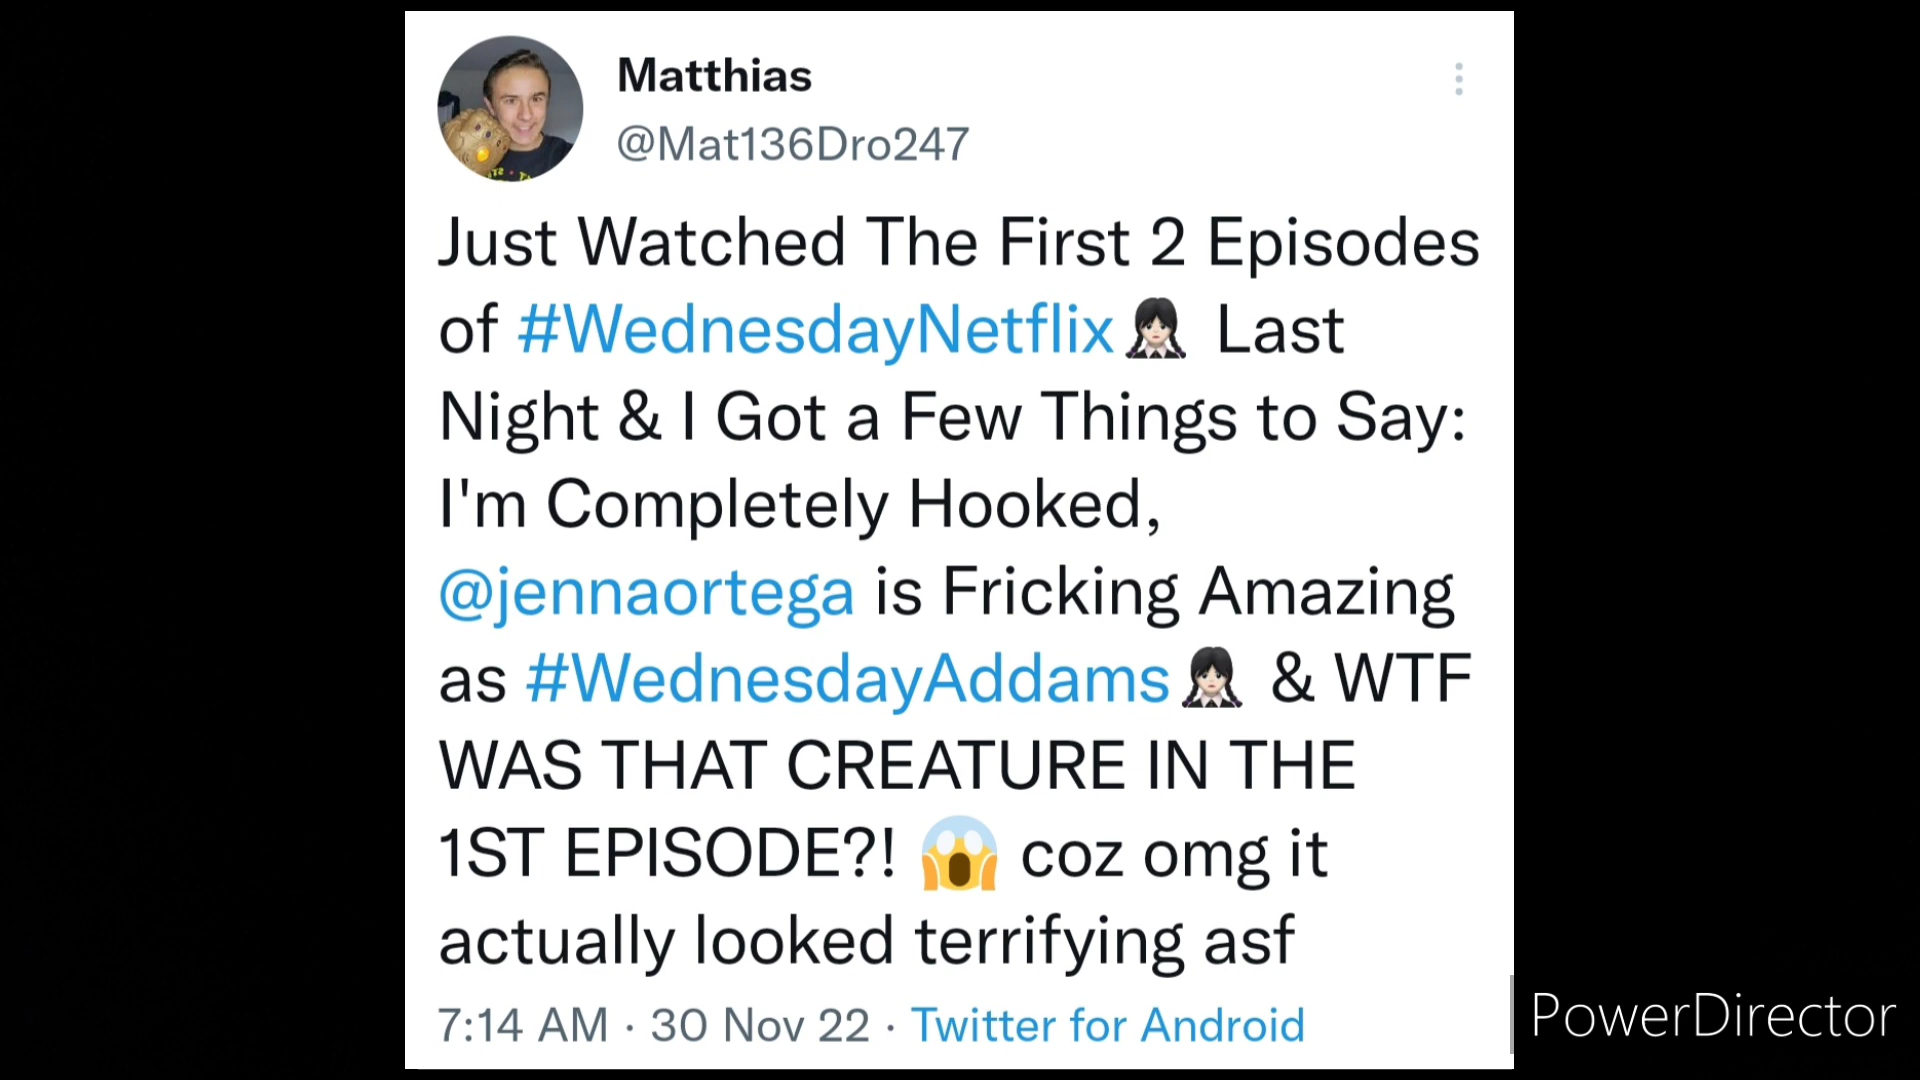 Matthias
@Mat136Dro247
Just Watched The First 2 Episodes
of #WednesdayNetflix Last
Night & I Got a Few Things to Say:
I'm Completely Hooked,
@jennaortega is Fricking Amazing
as #WednesdayAddams & WTF
WAS THAT CREATURE IN THE
1ST EPISODE?! 😱 coz omg it
actually looked terrifying asf
7:14 AM · 30 Nov 22 · Twitter for Android
PowerDirector